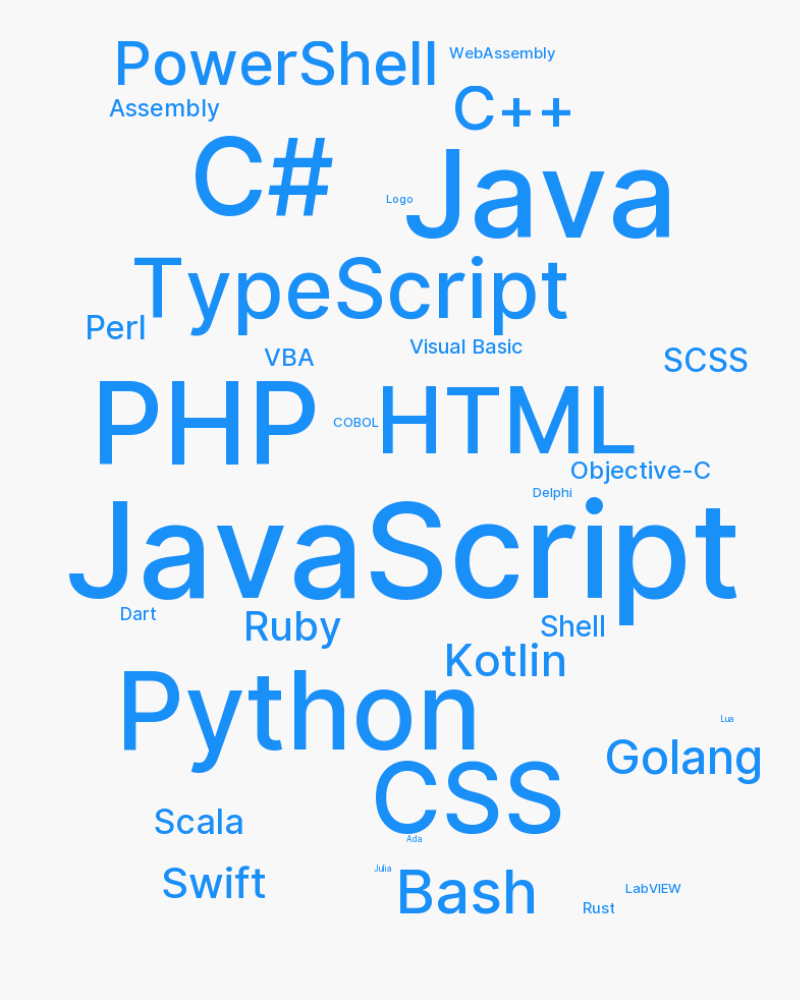 PowerShell
WebAssembly
Assembly
C++
C#
Java
Logo
TypeScript
Perl
VBA
Visual Basic
SCSS
PHP
COBOL
HTML
Objective-C
Delphi
JavaScript
Dart
Ruby
Shell
Kotlin
Python
Lua
Golang
CSS
Scala
Ada
Swift
Julia
Bash
LabVIEW
Rust